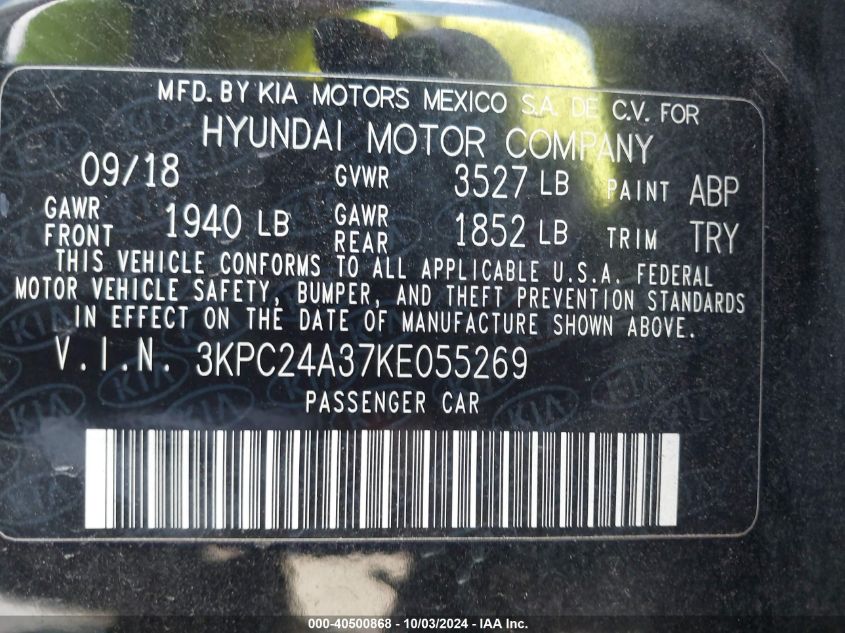 MFD. BY KIA MOTORS MEXICO S.A. DE C.V. FOR
HYUNDAI MOTOR COMPANY
09/18 GVWR 3527 LB PAINT ABP
GAWR FRONT 1940 LB GAWR REAR 1852 LB TRIM TRY
THIS VEHICLE CONFORMS TO ALL APPLICABLE U.S.A. FEDERAL
MOTOR VEHICLE SAFETY, BUMPER, AND THEFT PREVENTION STANDARDS
IN EFFECT ON THE DATE OF MANUFACTURE SHOWN ABOVE.
V.I.N. 3KPC24A37KE055269
PASSENGER CAR
000-40500868 - 10/03/2024 - IAA Inc.